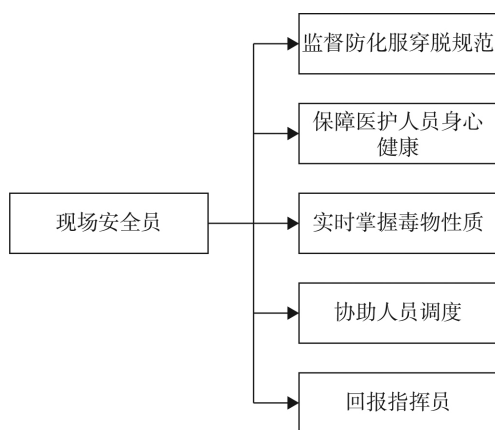 监督防化服穿脱规范
保障医护人员身心
健康
现场安全员
实时掌握毒物性质
协助人员调度
回报指挥员